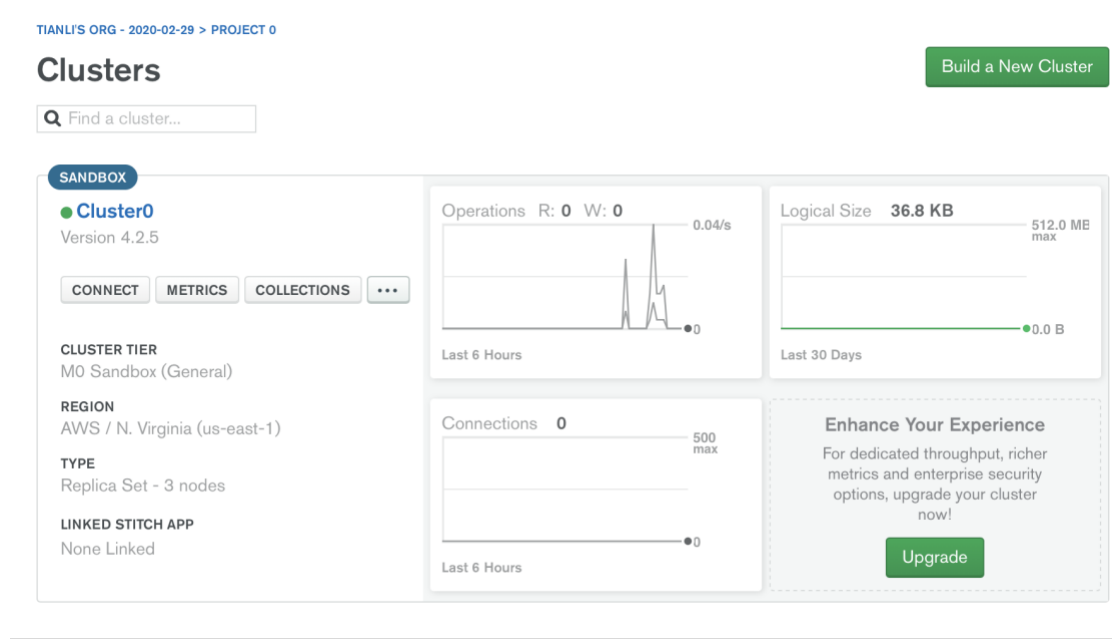 TIANLI'S ORG - 2020-02-29 > PROJECT 0
Clusters
Build a New Cluster
Find a cluster...
SANDBOX
Cluster0
Version 4.2.5
CONNECT
METRICS
COLLECTIONS
...
CLUSTER TIER
M0 Sandbox (General)
REGION
AWS / N. Virginia (us-east-1)
TYPE
Replica Set - 3 nodes
LINKED STITCH APP
None Linked
Operations R: 0 W: 0
0.04/s
0
Last 6 Hours
Logical Size 36.8 KB
512.0 MB
max
0.0 B
Last 30 Days
Connections 0
500
max
0
Last 6 Hours
Enhance Your Experience
For dedicated throughput, richer
metrics and enterprise security
options, upgrade your cluster
now!
Upgrade